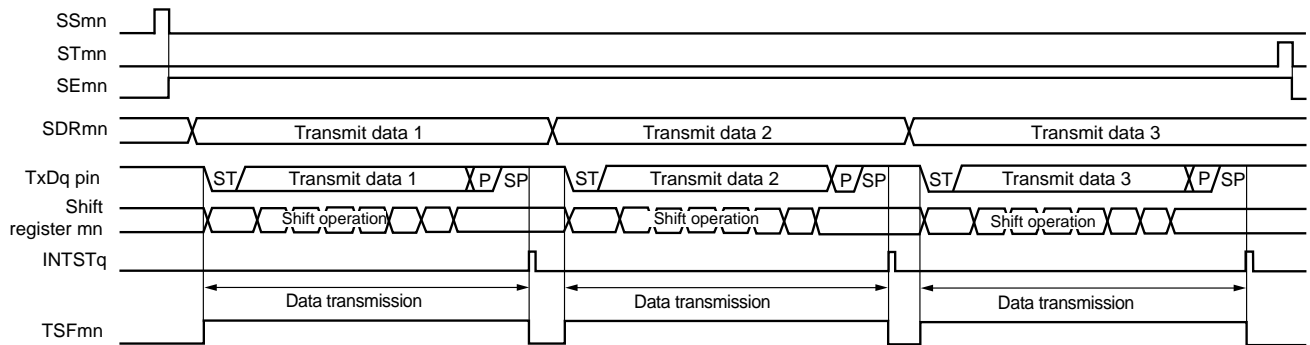 SSmn
STmn
SEmn
SDRmn Transmit data 1 Transmit data 2 Transmit data 3
TxDq pin ST Transmit data 1 P SP ST Transmit data 2 P SP ST Transmit data 3 P SP
Shift
register mn Shift operation Shift operation Shift operation
INTSTq
Data transmission Data transmission Data transmission
TSFmn